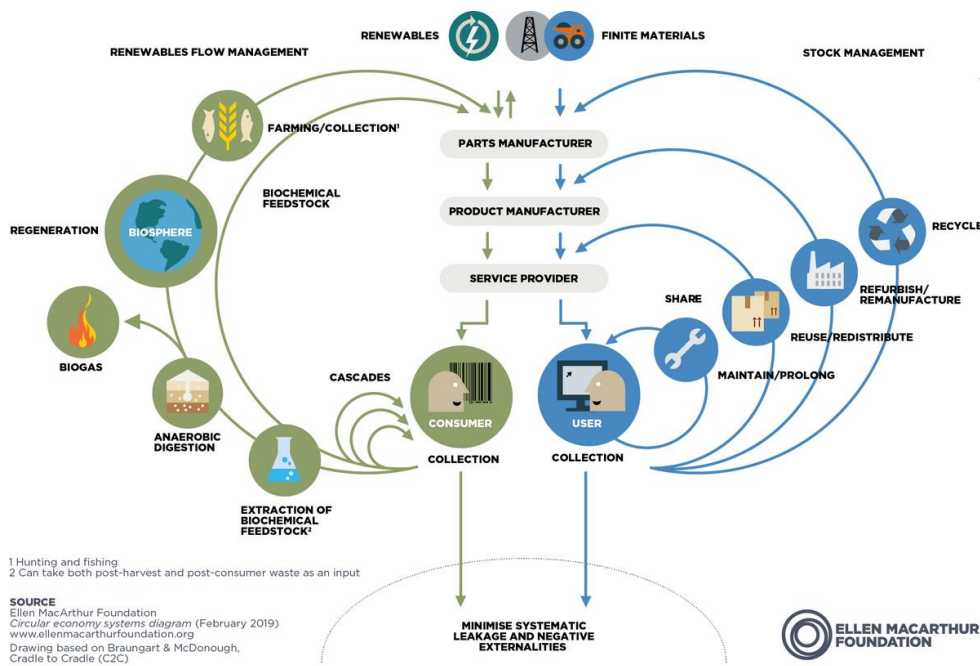 RENEWABLES
FINITE MATERIALS
RENEWABLES FLOW MANAGEMENT
STOCK MANAGEMENT
FARMING/COLLECTION¹
PARTS MANUFACTURER
BIOCHEMICAL
FEEDSTOCK
PRODUCT MANUFACTURER
REGENERATION
BIOSPHERE
RECYCLE
SERVICE PROVIDER
SHARE
REFURBISH/
REMANUFACTURE
REUSE/REDISTRIBUTE
BIOGAS
MAINTAIN/PROLONG
CASCADES
CONSUMER
USER
ANAEROBIC
DIGESTION
COLLECTION
COLLECTION
EXTRACTION OF
BIOCHEMICAL
FEEDSTOCK²
1 Hunting and fishing
2 Can take both post-harvest and post-consumer waste as an input
SOURCE
Ellen MacArthur Foundation
Circular economy systems diagram (February 2019)
www.ellenmacarthurfoundation.org
Drawing based on Braungart & McDonough,
Cradle to Cradle (C2C)
MINIMISE SYSTEMATIC
LEAKAGE AND NEGATIVE
EXTERNALITIES
ELLEN MACARTHUR
FOUNDATION